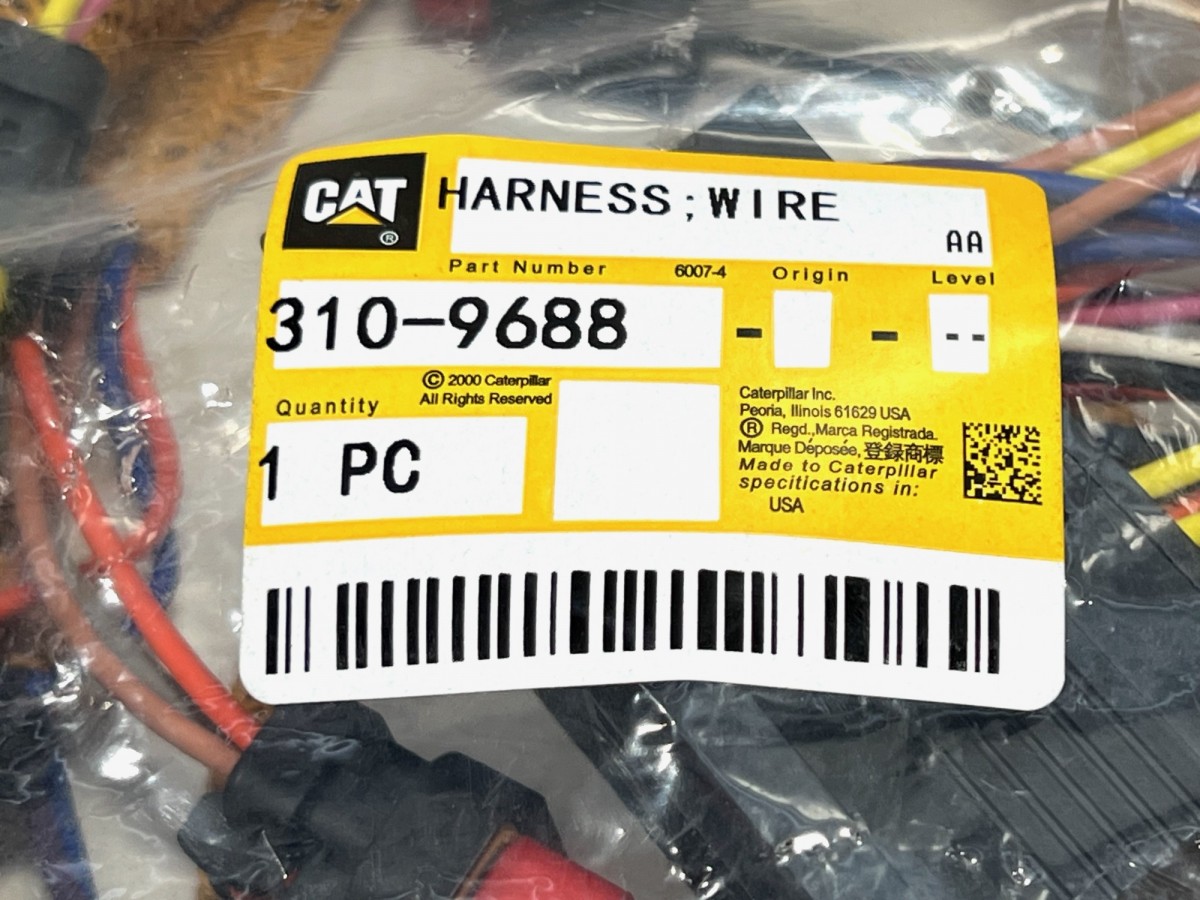 CAT
®
HARNESS;WIRE
AA
Part Number 6007-4 Origin Level
310-9688 - - --
© 2000 Caterpillar
All Rights Reserved
Quantity
1 PC
Caterpillar Inc.
Peoria, Illinois 61629 USA
® Regd.,Marca Registrada.
Marque Déposée, 登録商標
Made to Caterpillar
specifications in:
USA